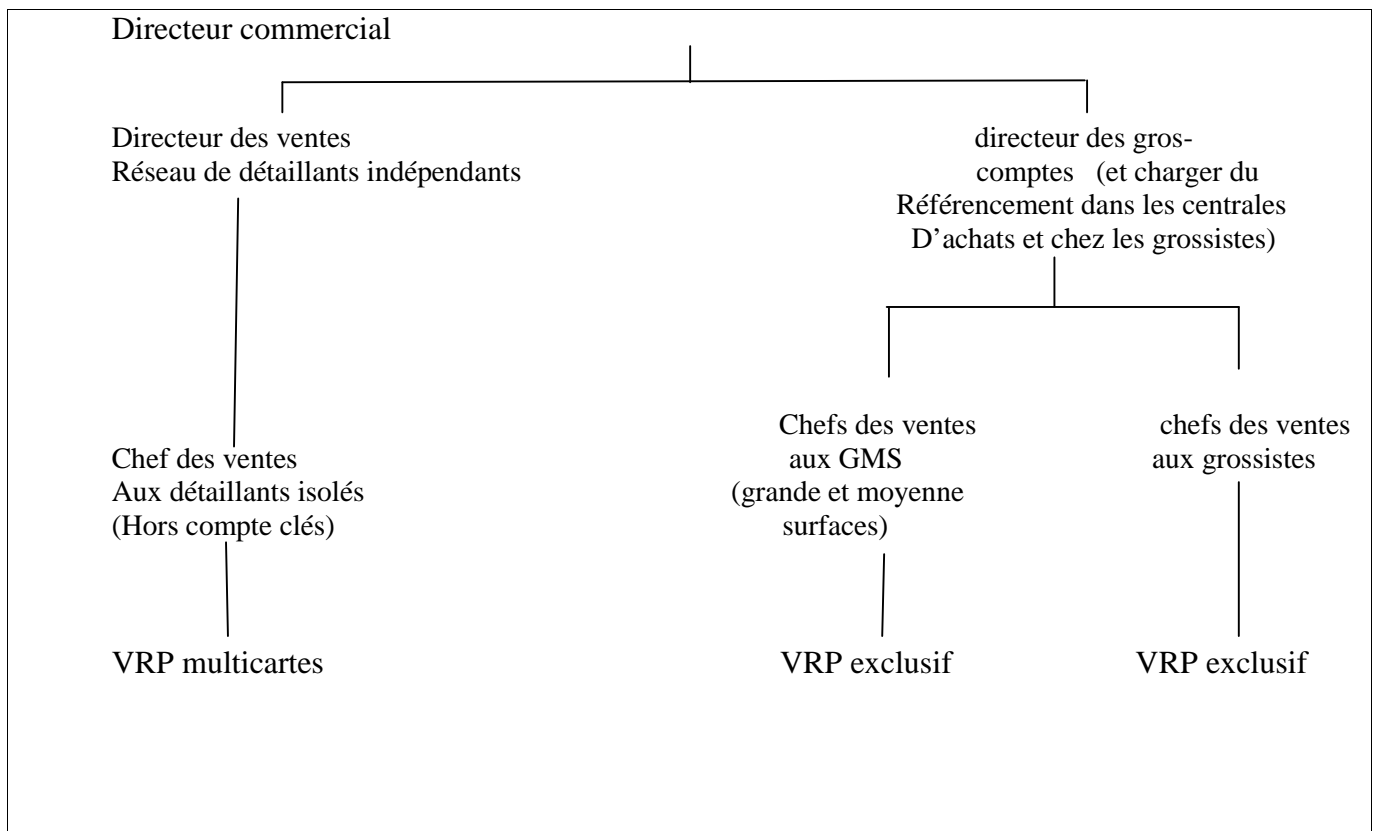 Directeur commercial
Directeur des ventes
Réseau de détaillants indépendants
directeur des gros-
comptes (et charger du
Référencement dans les centrales
D’achats et chez les grossistes)
Chef des ventes
Aux détaillants isolés
(Hors compte clés)
Chefs des ventes
aux GMS
(grande et moyenne
surfaces)
chefs des ventes
aux grossistes
VRP multicartes
VRP exclusif
VRP exclusif